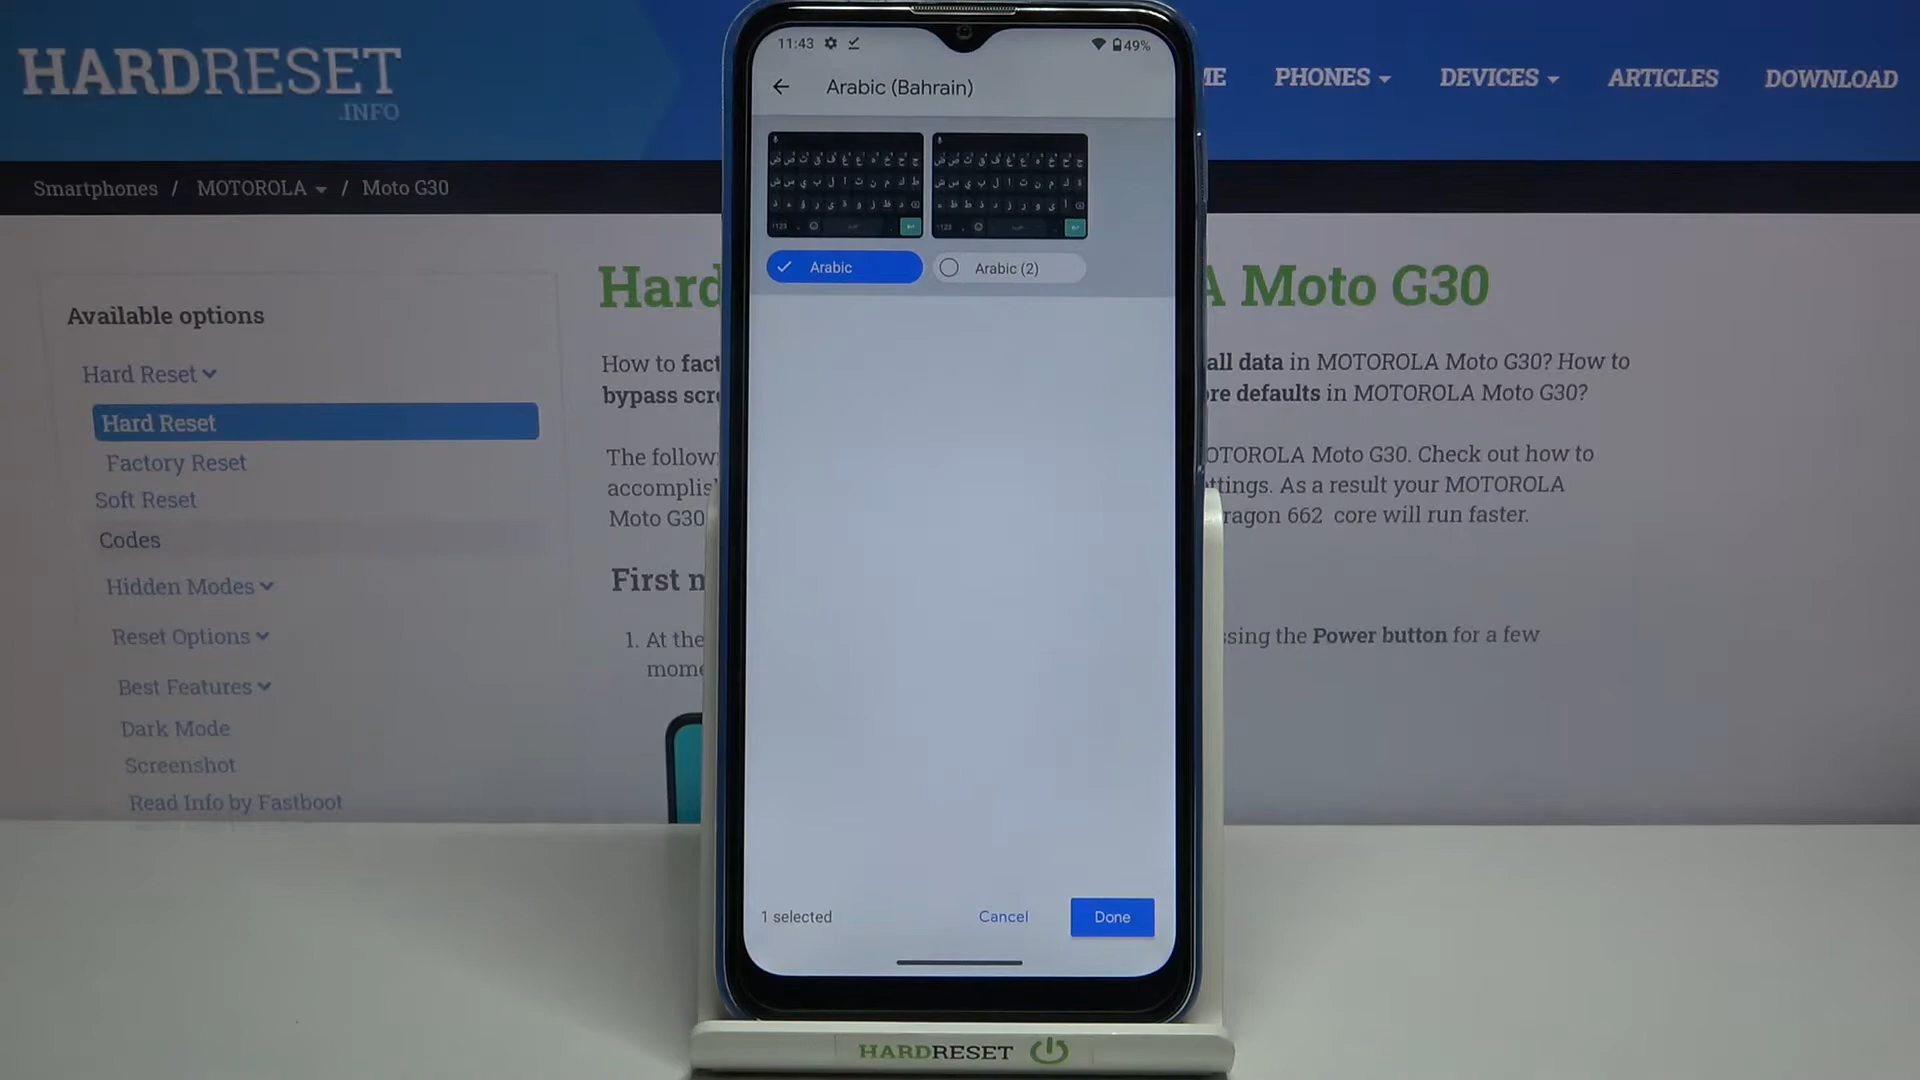 HARDRESET
.INFO
ME PHONES DEVICES ARTICLES DOWNLOAD
Smartphones / MOTOROLA / Moto G30
Available options
Hard Reset
Hard Reset
Factory Reset
Soft Reset
Codes
Hidden Modes
Reset Options
Best Features
Dark Mode
Screenshot
Read Info by Fastboot
Hard A Moto G30
How to fact all data in MOTOROLA Moto G30? How to
bypass scre re defaults in MOTOROLA Moto G30?
The follow OTOROLA Moto G30. Check out how to
accomplis ttings. As a result your MOTOROLA
Moto G30 ragon 662 core will run faster.
First m
1. At the ssing the Power button for a few
mome
11:43 49%
Arabic (Bahrain)
Arabic Arabic (2)
1 selected Cancel Done
HARDRESET